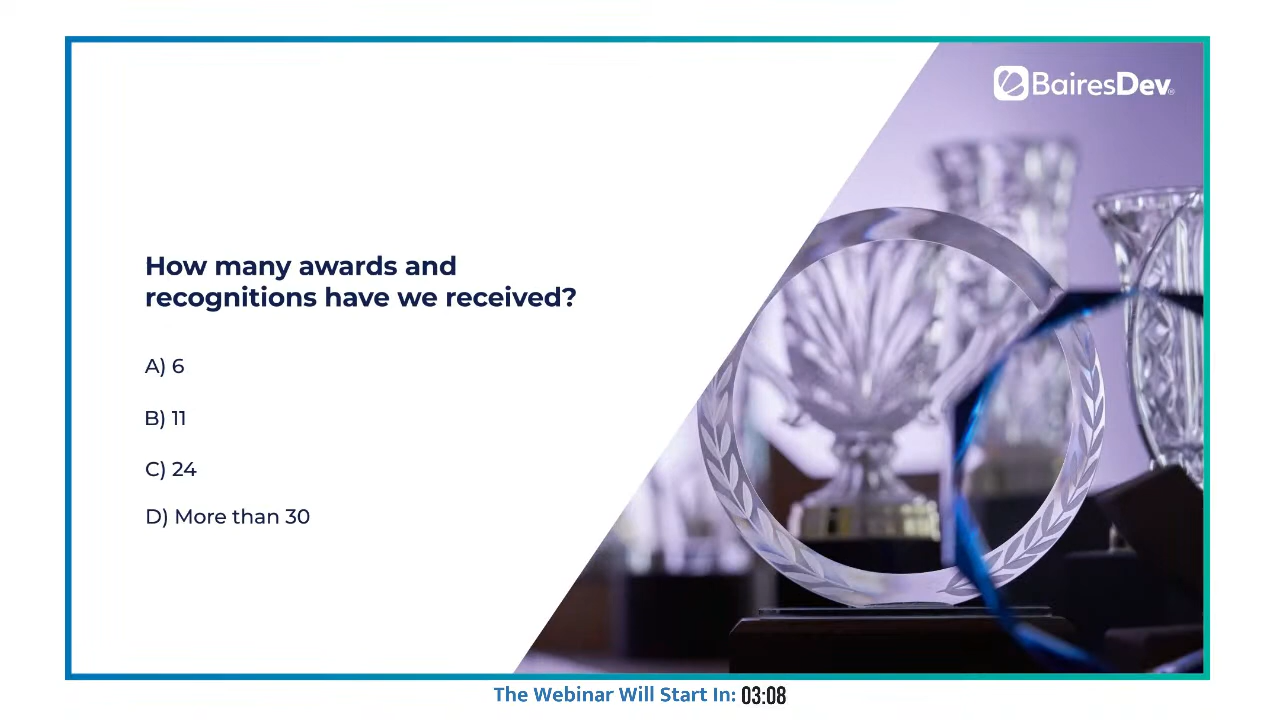 BairesDev®
How many awards and
recognitions have we received?
A) 6
B) 11
C) 24
D) More than 30
The Webinar Will Start In: 03:08